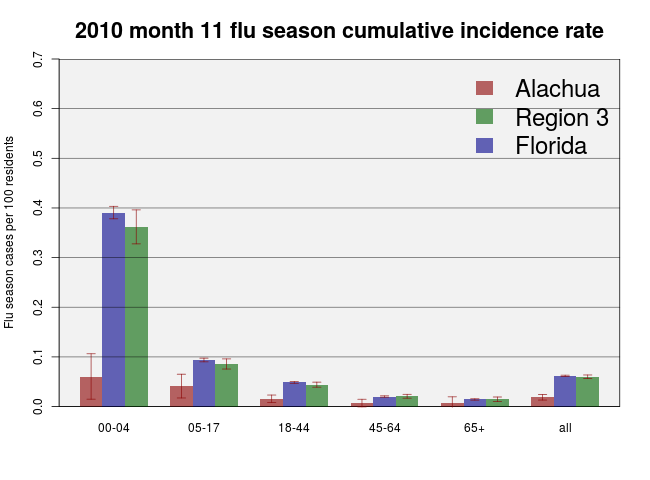 2010 month 11 flu season cumulative incidence rate
Flu season cases per 100 residents
0.7
0.6
0.5
0.4
0.3
0.2
0.1
0.0
Alachua
Region 3
Florida
00-04 05-17 18-44 45-64 65+ all